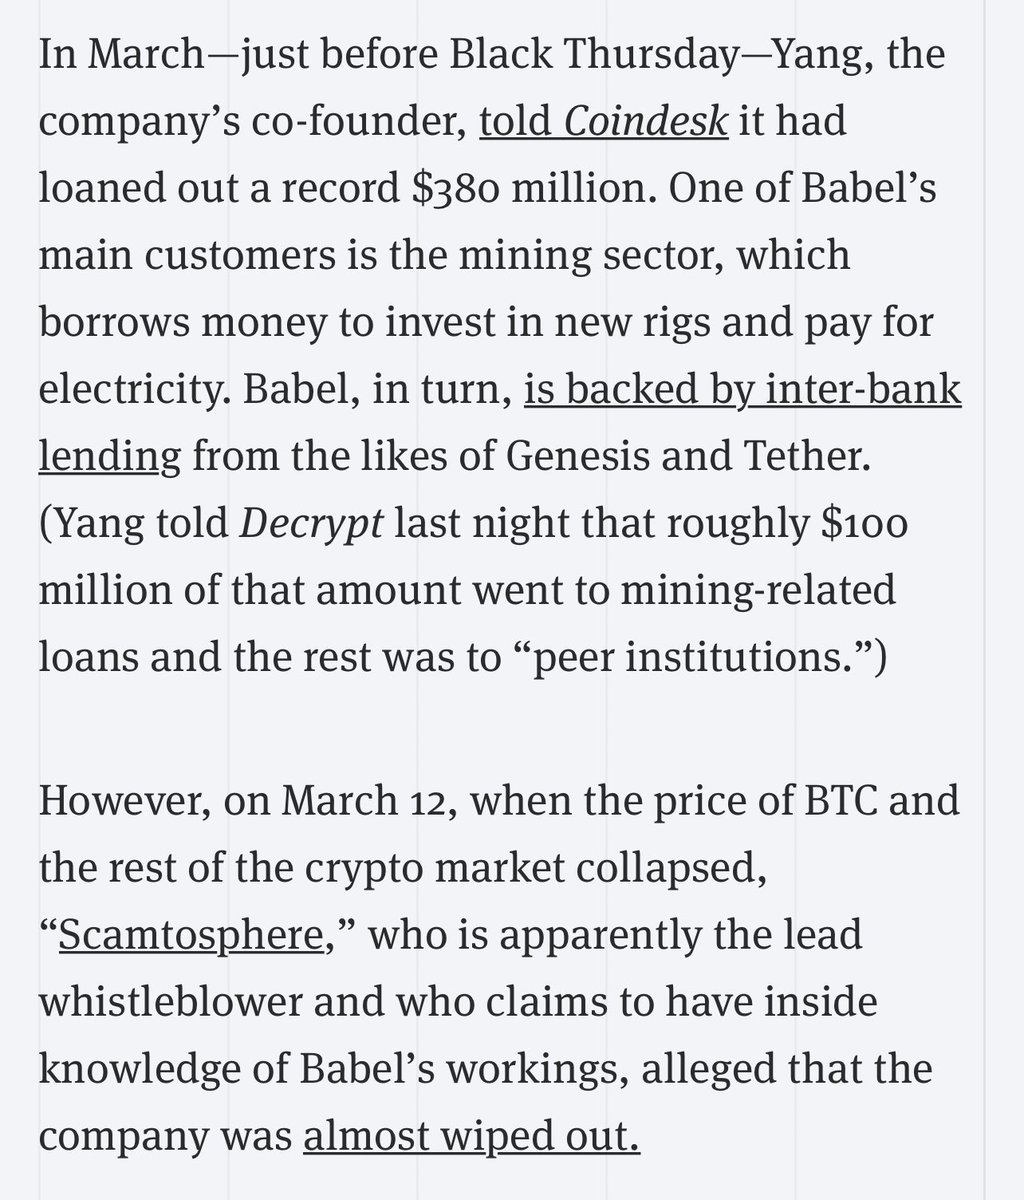 In March—just before Black Thursday—Yang, the
company’s co-founder, told Coindesk it had
loaned out a record $380 million. One of Babel’s
main customers is the mining sector, which
borrows money to invest in new rigs and pay for
electricity. Babel, in turn, is backed by inter-bank
lending from the likes of Genesis and Tether.
(Yang told Decrypt last night that roughly $100
million of that amount went to mining-related
loans and the rest was to “peer institutions.”)
However, on March 12, when the price of BTC and
the rest of the crypto market collapsed,
“Scamtosphere,” who is apparently the lead
whistleblower and who claims to have inside
knowledge of Babel’s workings, alleged that the
company was almost wiped out.